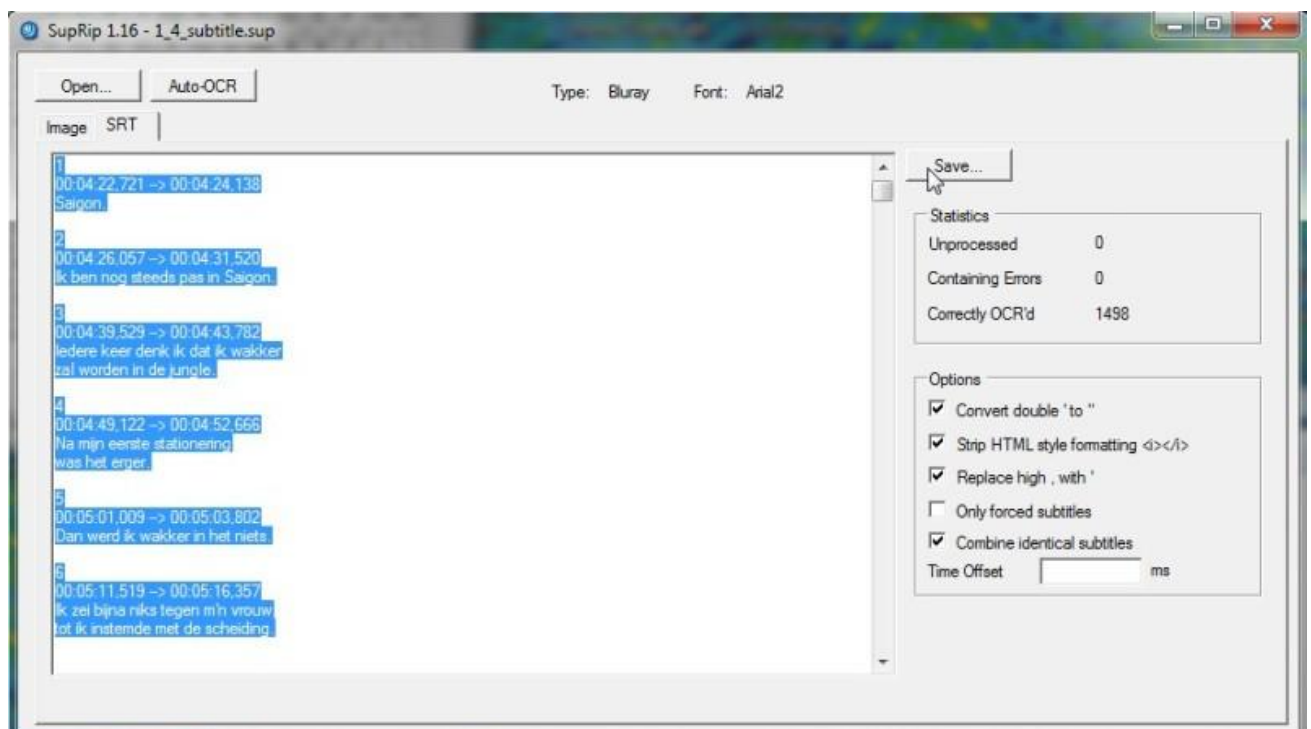 SupRip 1.16 - 1_4_subtitle.sup
Open...
Auto-OCR
Type: Bluray
Font: Arial2
Image
SRT
1
00:04:22,721 --> 00:04:24,138
Saigon.
2
00:04:26,057 --> 00:04:31,520
Ik ben nog steeds pas in Saigon.
3
00:04:39,529 --> 00:04:43,782
Iedere keer denk ik dat ik wakker
zal worden in de jungle.
4
00:04:49,122 --> 00:04:52,666
Na mijn eerste stationering
was het erger.
5
00:05:01,009 --> 00:05:03,802
Dan werd ik wakker in het niets.
6
00:05:11,519 --> 00:05:16,357
Ik zei bijna niks tegen m'n vrouw,
tot ik instemde met de scheiding.
Save...
Statistics
Unprocessed 0
Containing Errors 0
Correctly OCR'd 1498
Options
Convert double ' to "
Strip HTML style formatting <i></i>
Replace high , with '
Only forced subtitles
Combine identical subtitles
Time Offset ms